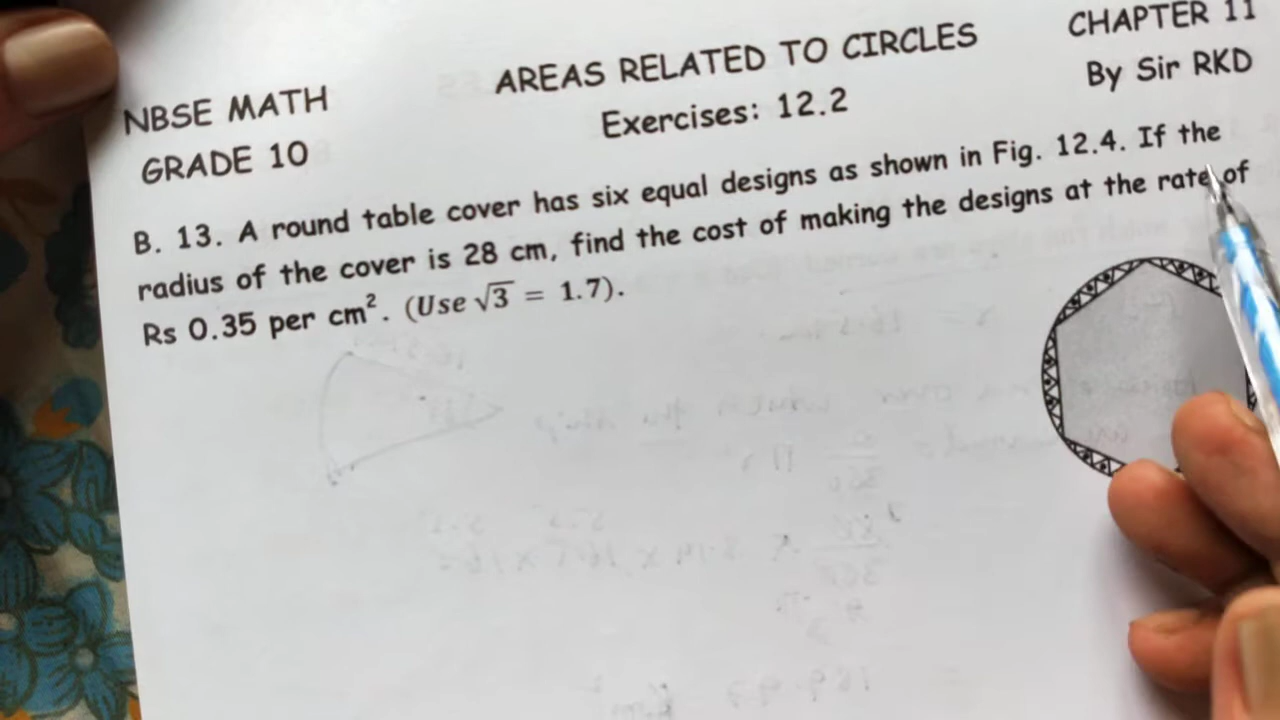 NBSE MATH
GRADE 10
AREAS RELATED TO CIRCLES
Exercises: 12.2
CHAPTER 11
By Sir RKD
B. 13. A round table cover has six equal designs as shown in Fig. 12.4. If the
radius of the cover is 28 cm, find the cost of making the designs at the rate of
Rs 0.35 per cm². (Use √3 = 1.7).